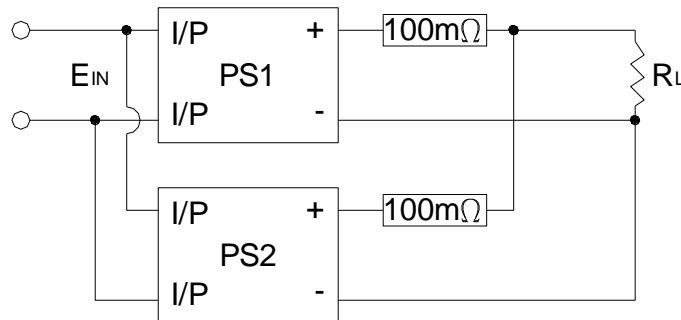 I/P + 100mΩ
EIN PS1 RL
I/P -
I/P + 100mΩ
PS2
I/P -